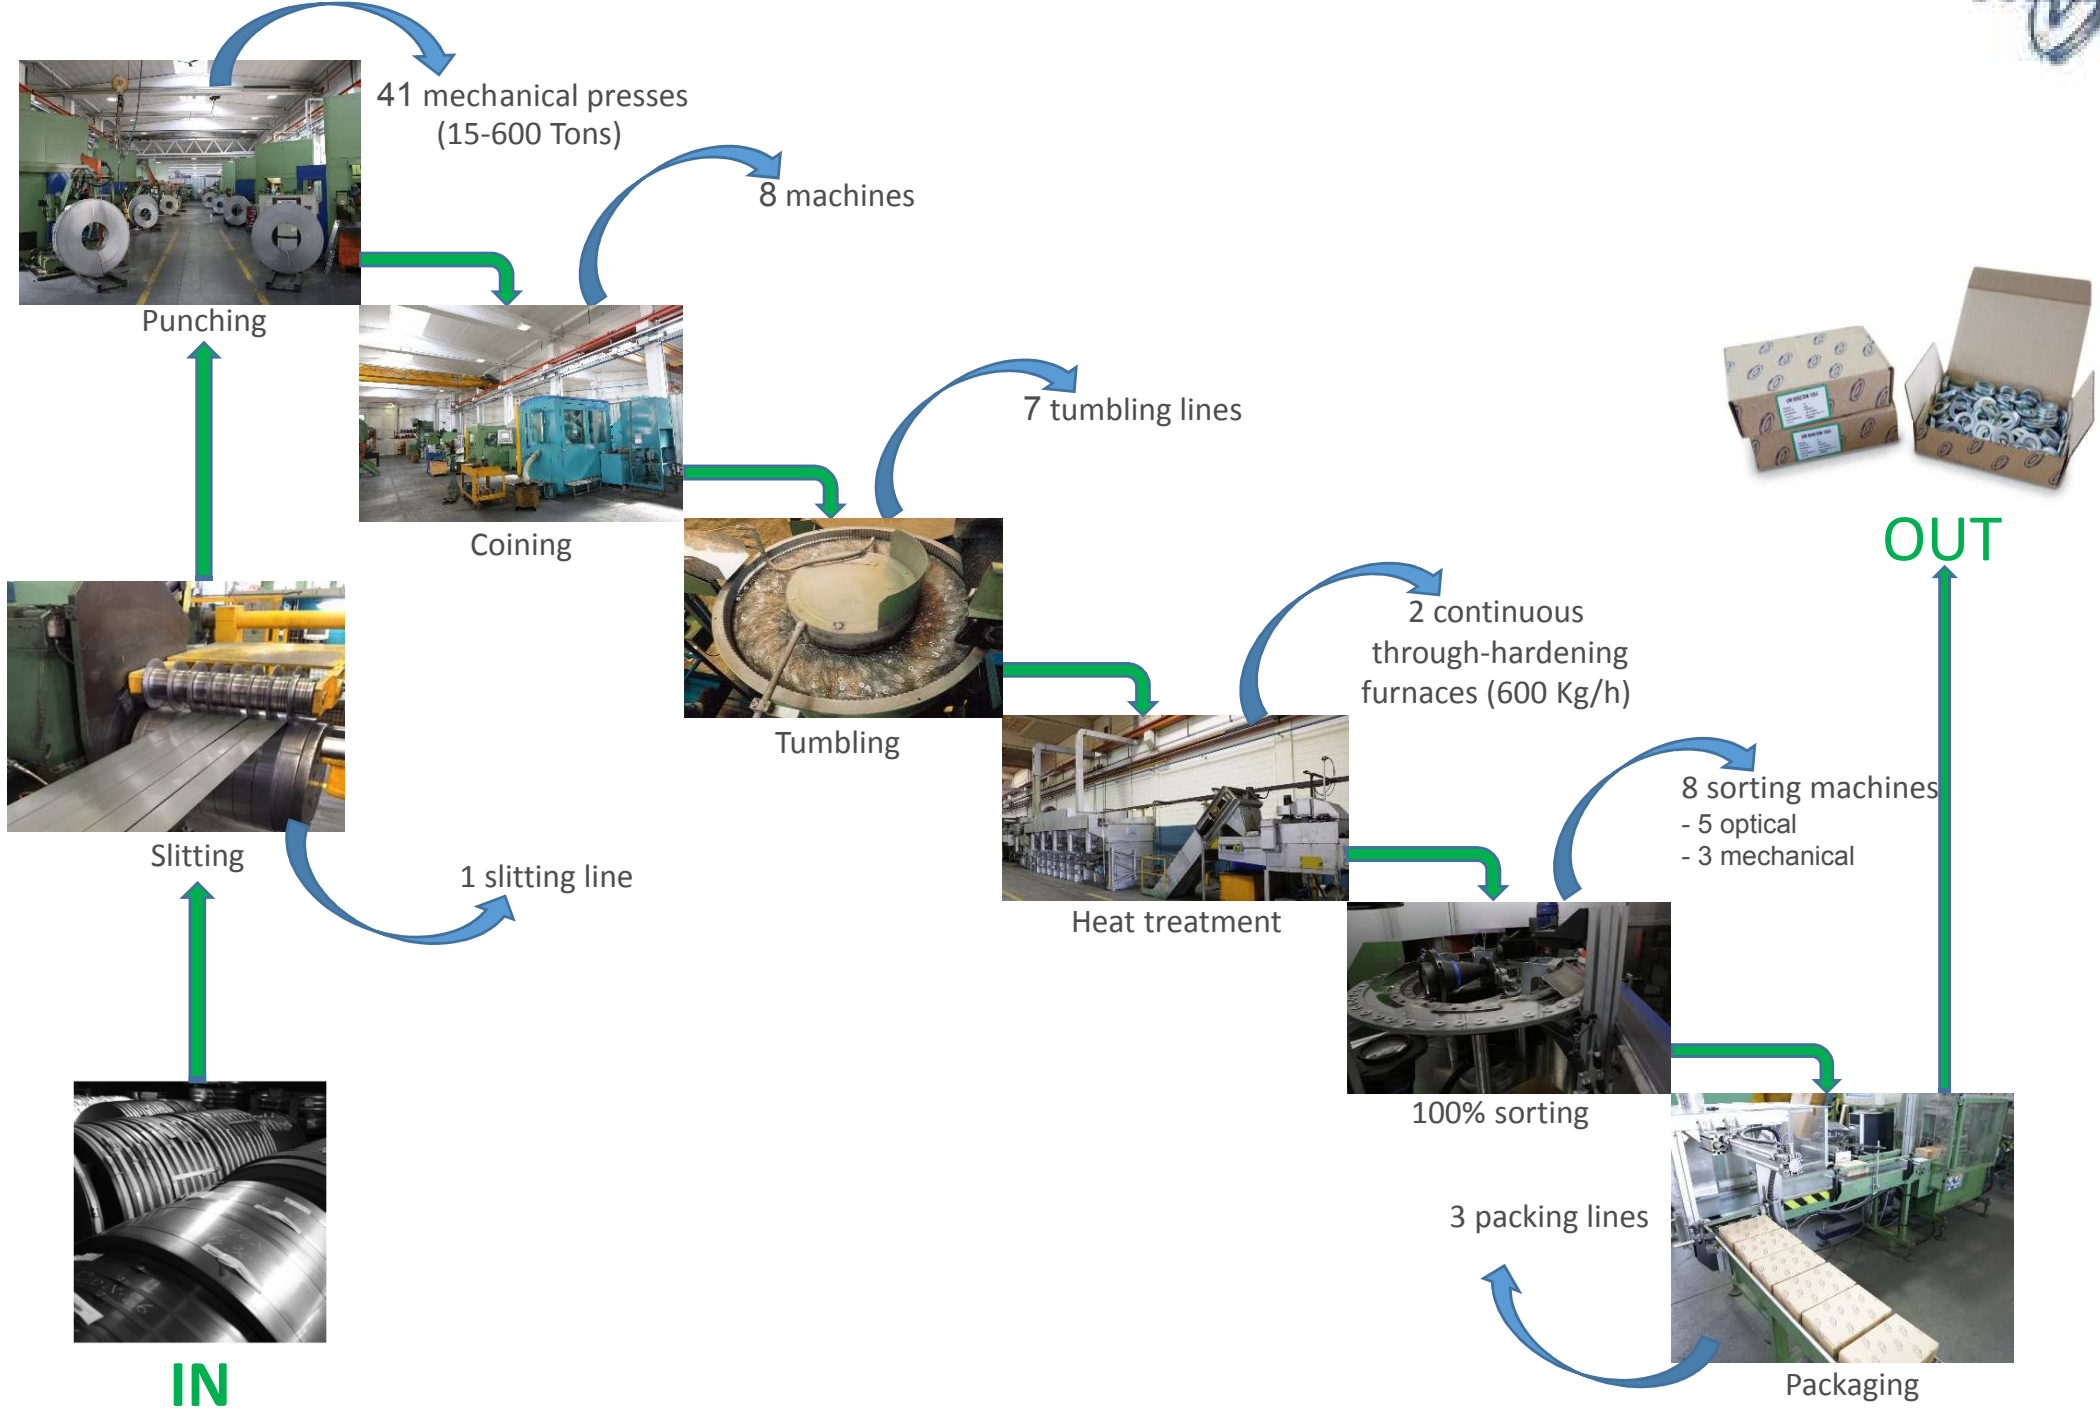 41 mechanical presses
(15-600 Tons)
8 machines
Punching
7 tumbling lines
Coining
OUT
2 continuous
through-hardening
furnaces (600 Kg/h)
Tumbling
8 sorting machines
- 5 optical
- 3 mechanical
Slitting
1 slitting line
Heat treatment
100% sorting
3 packing lines
IN
Packaging